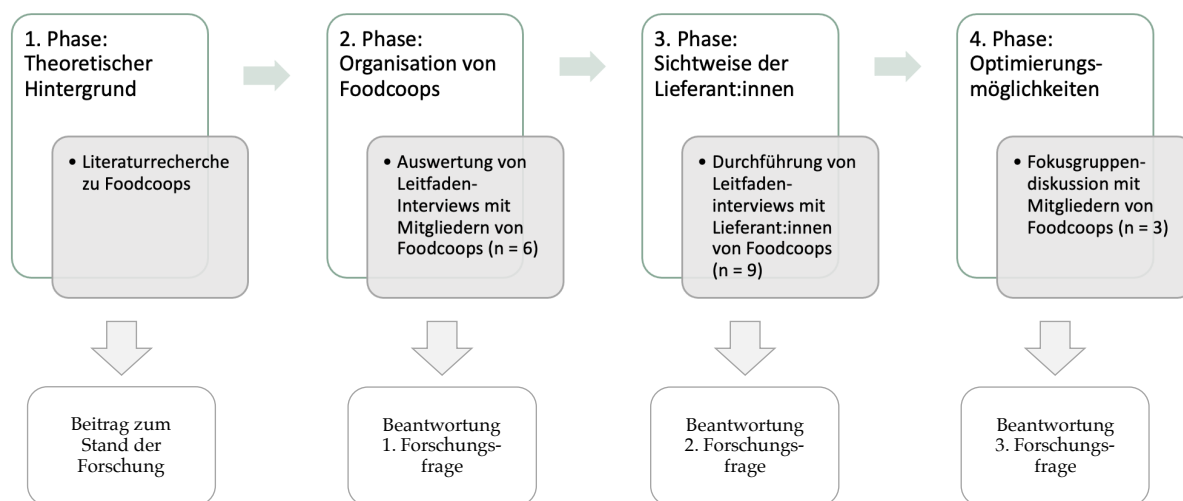 1. Phase:
Theoretischer
Hintergrund
• Literaturrecherche
zu Foodcoops
Beitrag zum
Stand der
Forschung
2. Phase:
Organisation von
Foodcoops
• Auswertung von
Leitfaden-
Interviews mit
Mitgliedern von
Foodcoops (n = 6)
Beantwortung
1. Forschungs-
frage
3. Phase:
Sichtweise der
Lieferant:innen
• Durchführung von
Leitfaden-
interviews mit
Lieferant:innen
von Foodcoops
(n = 9)
Beantwortung
2. Forschungs-
frage
4. Phase:
Optimierungs-
möglichkeiten
• Fokusgruppen-
diskussion mit
Mitgliedern von
Foodcoops (n = 3)
Beantwortung
3. Forschungs-
frage